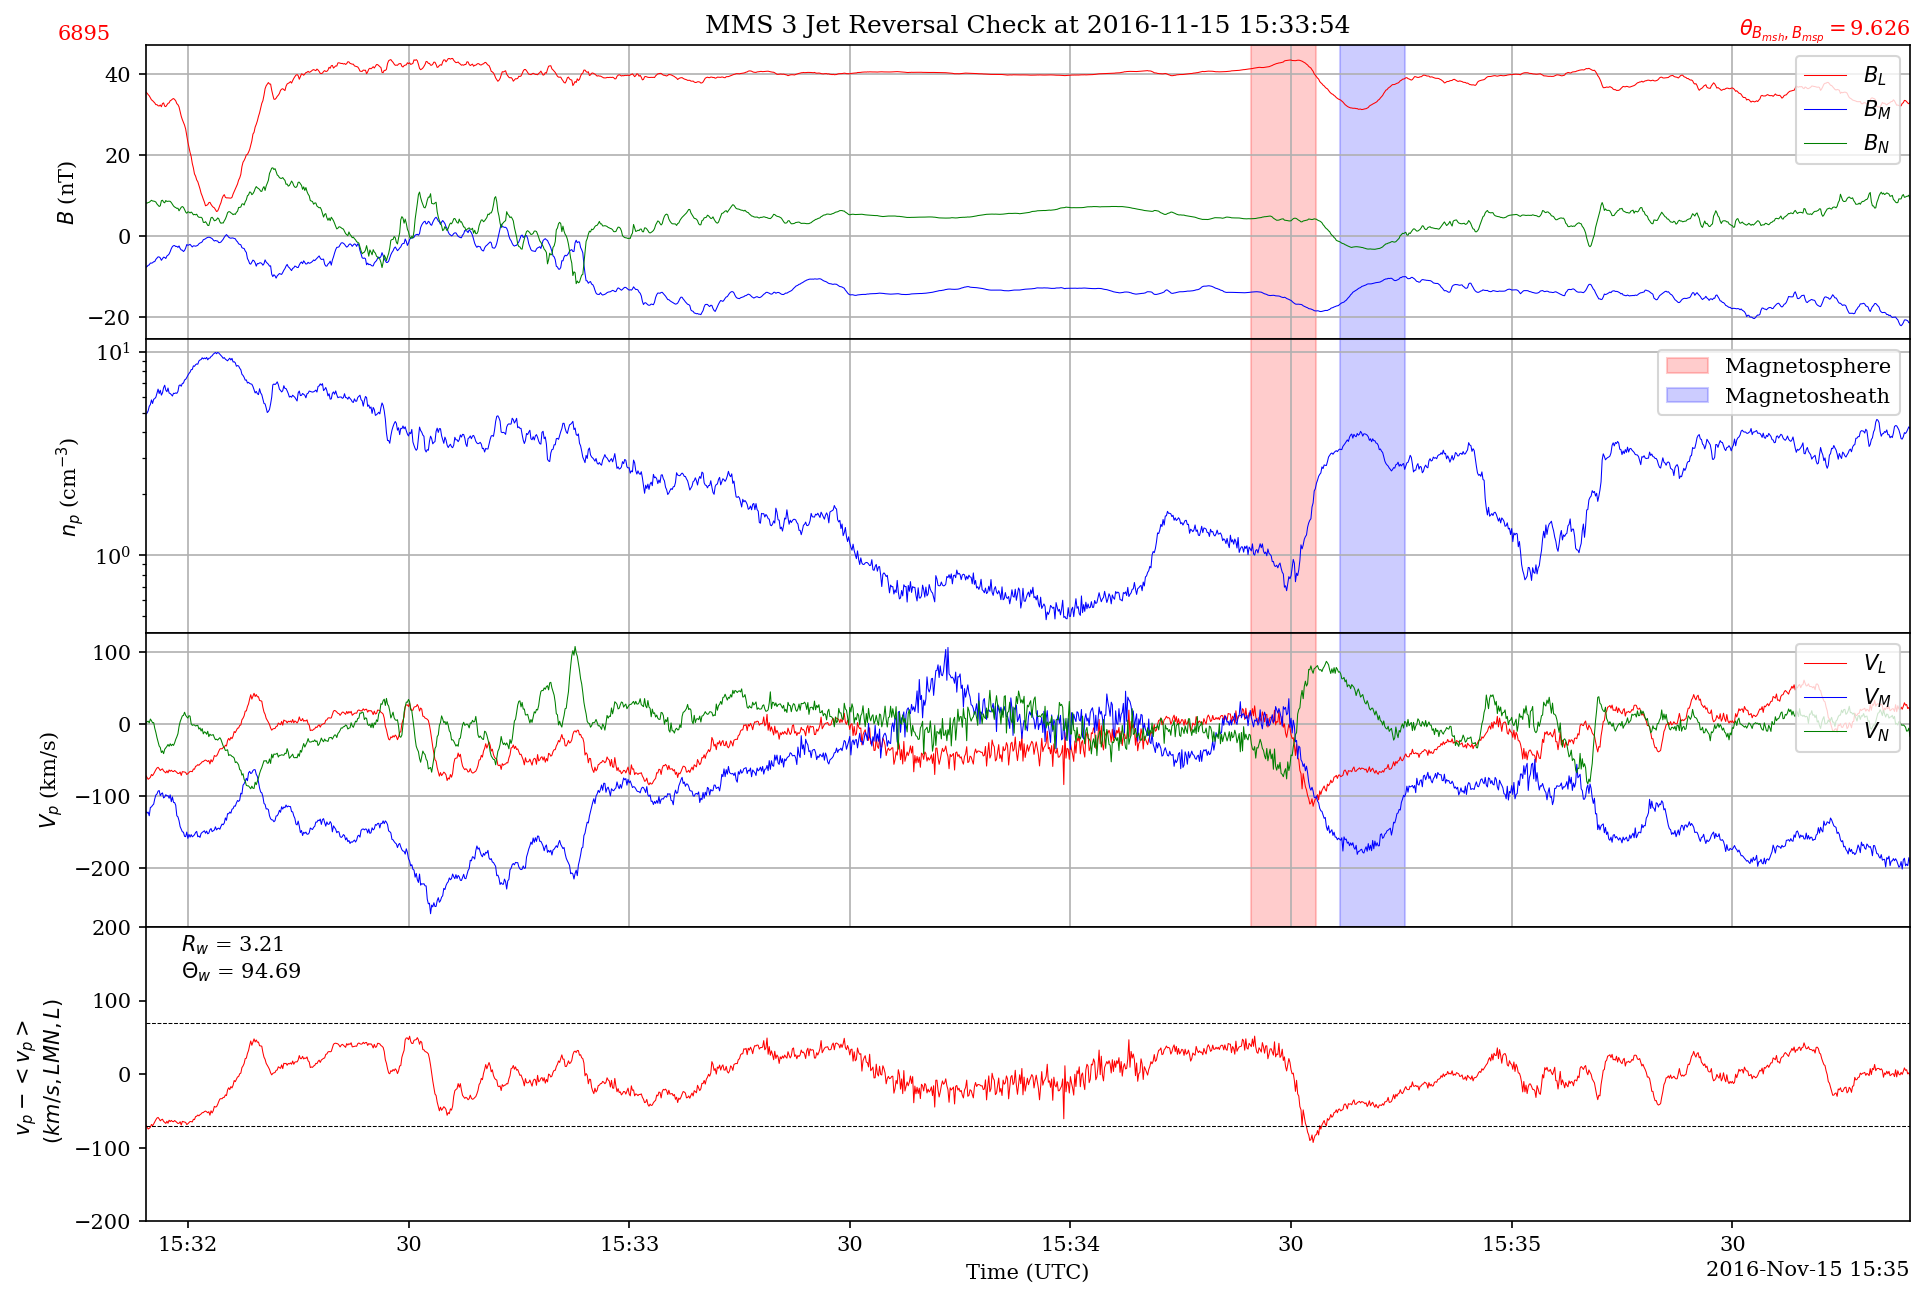 6895
MMS 3 Jet Reversal Check at 2016-11-15 15:33:54
θ_{B_{msh}, B_{msp}} = 9.626
40
20
0
−20
B (nT)
B_L
B_M
B_N
10^1
10^0
n_p (cm^{−3})
Magnetosphere
Magnetosheath
100
0
−100
−200
V_p (km/s)
V_L
V_M
V_N
200
100
0
−100
−200
v_p − <v_p>
(km/s, LMN, L)
R_w = 3.21
Θ_w = 94.69
15:32 30 15:33 30 15:34 30 15:35 30
Time (UTC)
2016-Nov-15 15:35